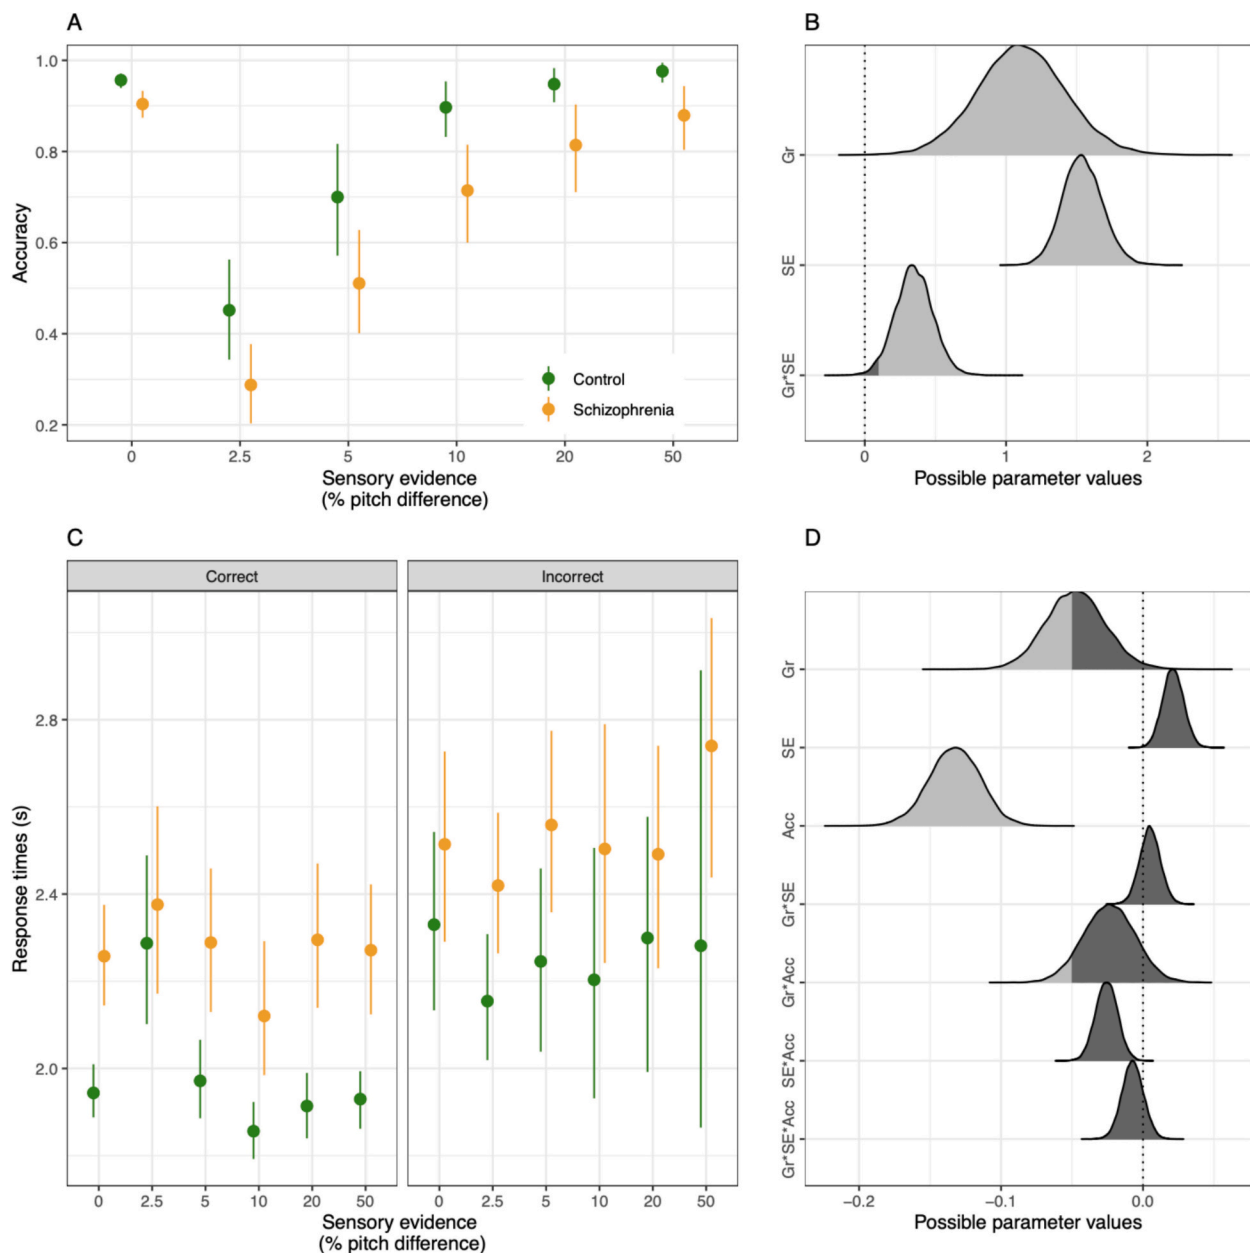 A
1.0
0.8
0.6
0.4
0.2
Accuracy
Control
Schizophrenia
0 2.5 5 10 20 50
Sensory evidence
(% pitch difference)
B
Gr
SE
Gr*SE
0 1 2
Possible parameter values
C
Correct Incorrect
2.8
2.4
2.0
Response times (s)
0 2.5 5 10 20 50 0 2.5 5 10 20 50
Sensory evidence
(% pitch difference)
D
Gr
SE
Acc
Gr*SE
Gr*Acc
SE*Acc
Gr*SE*Acc
−0.2 −0.1 0.0
Possible parameter values